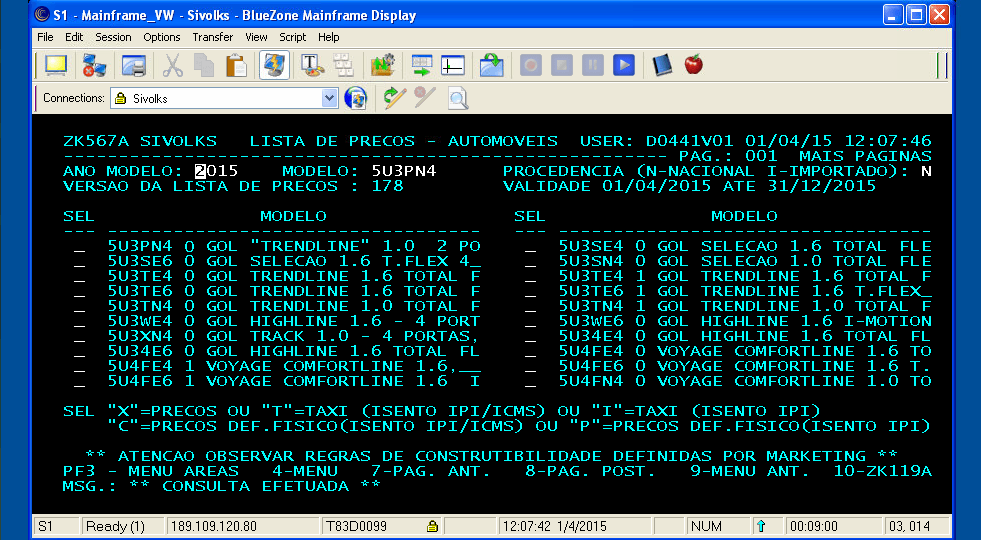 S1 - Mainframe_VW - Sivolks - BlueZone Mainframe Display
File Edit Session Options Transfer View Script Help
Connections: Sivolks
ZK567A SIVOLKS LISTA DE PRECOS - AUTOMOVEIS USER: D0441V01 01/04/15 12:07:46
------------------------------------------------------- PAG.: 001 MAIS PAGINAS
ANO MODELO: 2015 MODELO: 5U3PN4 PROCEDENCIA (N-NACIONAL I-IMPORTADO): N
VERSAO DA LISTA DE PRECOS : 178 VALIDADE 01/04/2015 ATE 31/12/2015
SEL MODELO SEL MODELO
--- ---------------------------------- --- ----------------------------------
_ 5U3PN4 0 GOL "TRENDLINE" 1.0 2 PO _ 5U3SE4 0 GOL SELECAO 1.6 TOTAL FLE
_ 5U3SE6 0 GOL SELECAO 1.6 T.FLEX 4_ _ 5U3SN4 0 GOL SELECAO 1.0 TOTAL FLE
_ 5U3TE4 0 GOL TRENDLINE 1.6 TOTAL F _ 5U3TE4 1 GOL TRENDLINE 1.6 TOTAL F
_ 5U3TE6 0 GOL TRENDLINE 1.6 TOTAL F _ 5U3TE6 1 GOL TRENDLINE 1.6 T.FLEX_
_ 5U3TN4 0 GOL TRENDLINE 1.0 TOTAL F _ 5U3TN4 1 GOL TRENDLINE 1.0 TOTAL F
_ 5U3WE4 0 GOL HIGHLINE 1.6 - 4 PORT _ 5U3WE6 0 GOL HIGHLINE 1.6 I-MOTION
_ 5U3XN4 0 GOL TRACK 1.0 - 4 PORTAS, _ 5U34E4 0 GOL HIGHLINE 1.6 TOTAL FL
_ 5U34E6 0 GOL HIGHLINE 1.6 TOTAL FL _ 5U4FE4 0 VOYAGE COMFORTLINE 1.6 TO
_ 5U4FE4 1 VOYAGE COMFORTLINE 1.6,__ _ 5U4FE6 0 VOYAGE COMFORTLINE 1.6 T.
_ 5U4FE6 1 VOYAGE COMFORTLINE 1.6 I _ 5U4FN4 0 VOYAGE COMFORTLINE 1.0 TO
SEL "X"=PRECOS OU "T"=TAXI (ISENTO IPI/ICMS) OU "I"=TAXI (ISENTO IPI)
"C"=PRECOS DEF.FISICO(ISENTO IPI/ICMS) OU "P"=PRECOS DEF.FISICO(ISENTO IPI)
** ATENCAO OBSERVAR REGRAS DE CONSTRUTIBILIDADE DEFINIDAS POR MARKETING **
PF3 - MENU AREAS 4-MENU 7-PAG. ANT. 8-PAG. POST. 9-MENU ANT. 10-ZK119A
MSG.: ** CONSULTA EFETUADA **
S1 Ready (1) 189.109.120.80 T83D0099 12:07:42 1/4/2015 NUM 00:09:00 03, 014